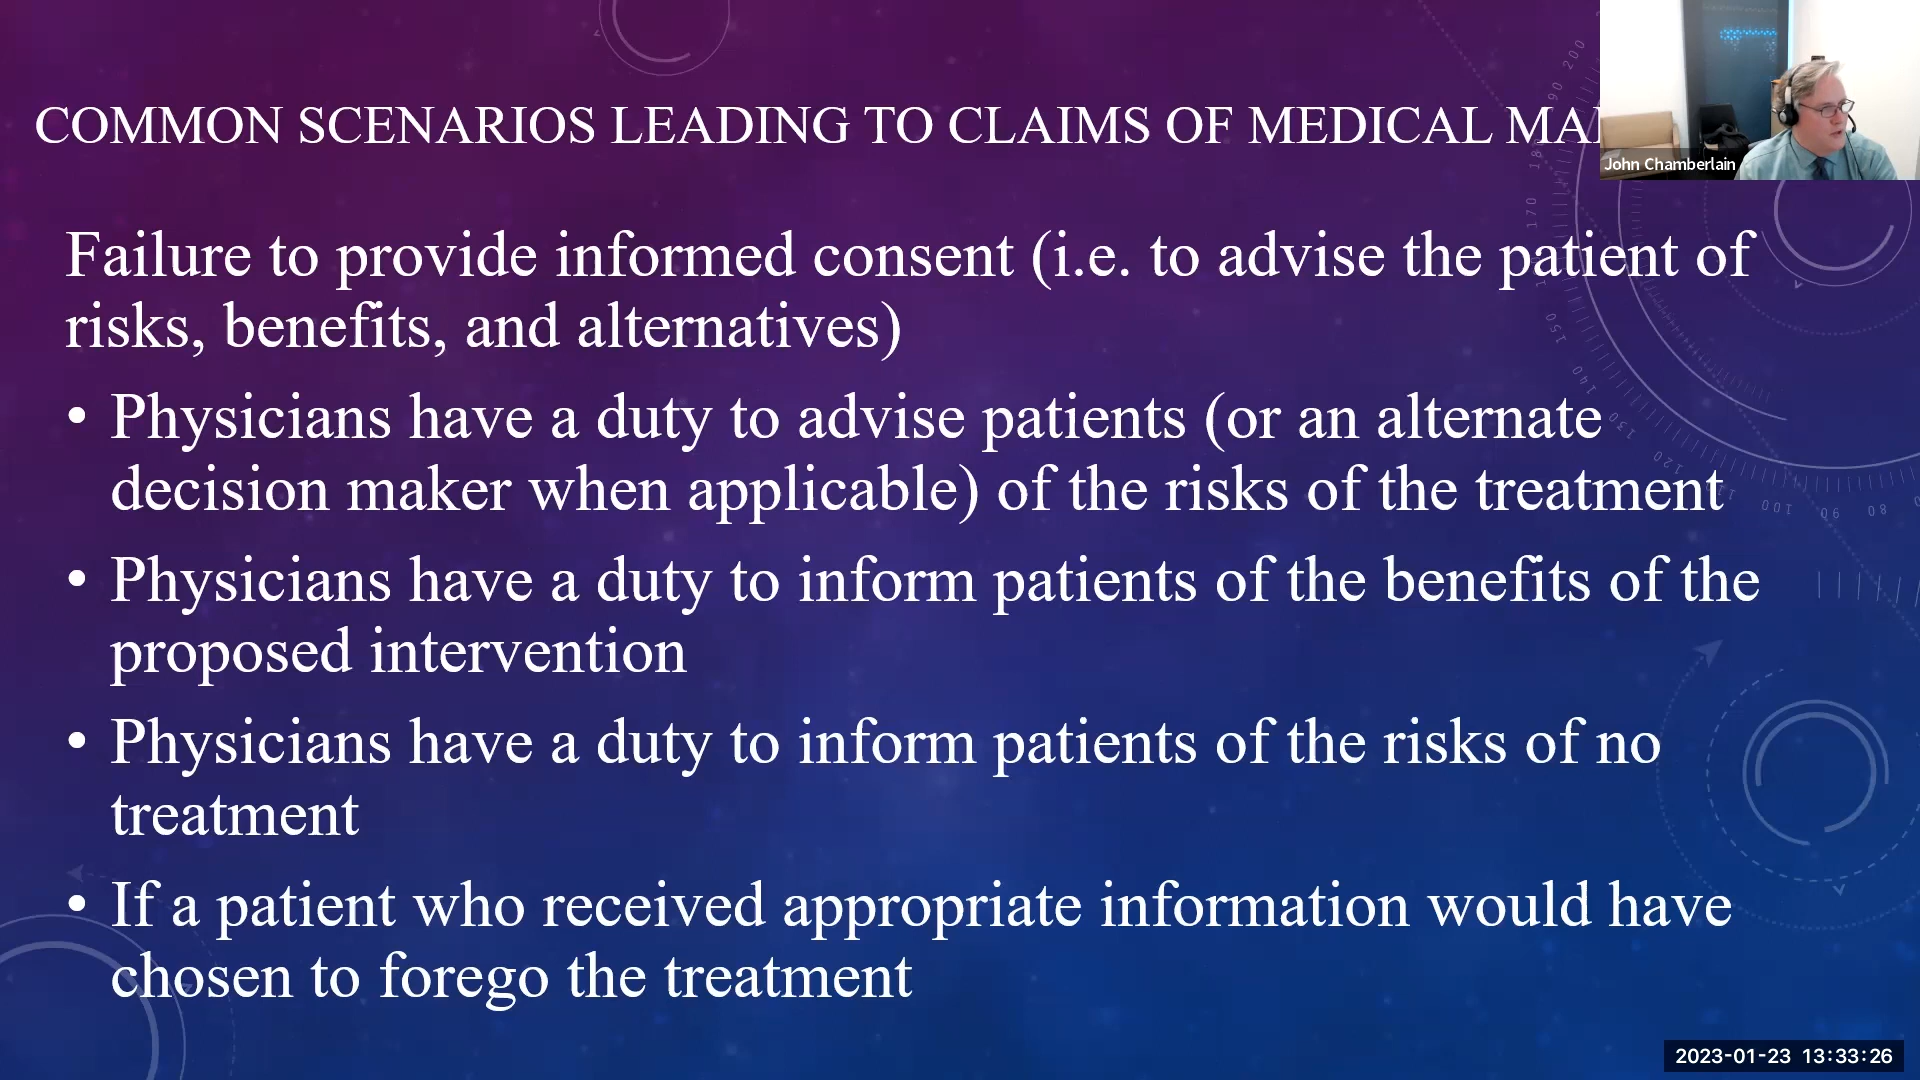 COMMON SCENARIOS LEADING TO CLAIMS OF MEDICAL
John Chamberlain
Failure to provide informed consent (i.e. to advise the patient of
risks, benefits, and alternatives)
• Physicians have a duty to advise patients (or an alternate
decision maker when applicable) of the risks of the treatment
• Physicians have a duty to inform patients of the benefits of the
proposed intervention
• Physicians have a duty to inform patients of the risks of no
treatment
• If a patient who received appropriate information would have
chosen to forego the treatment
2023-01-23 13:33:26